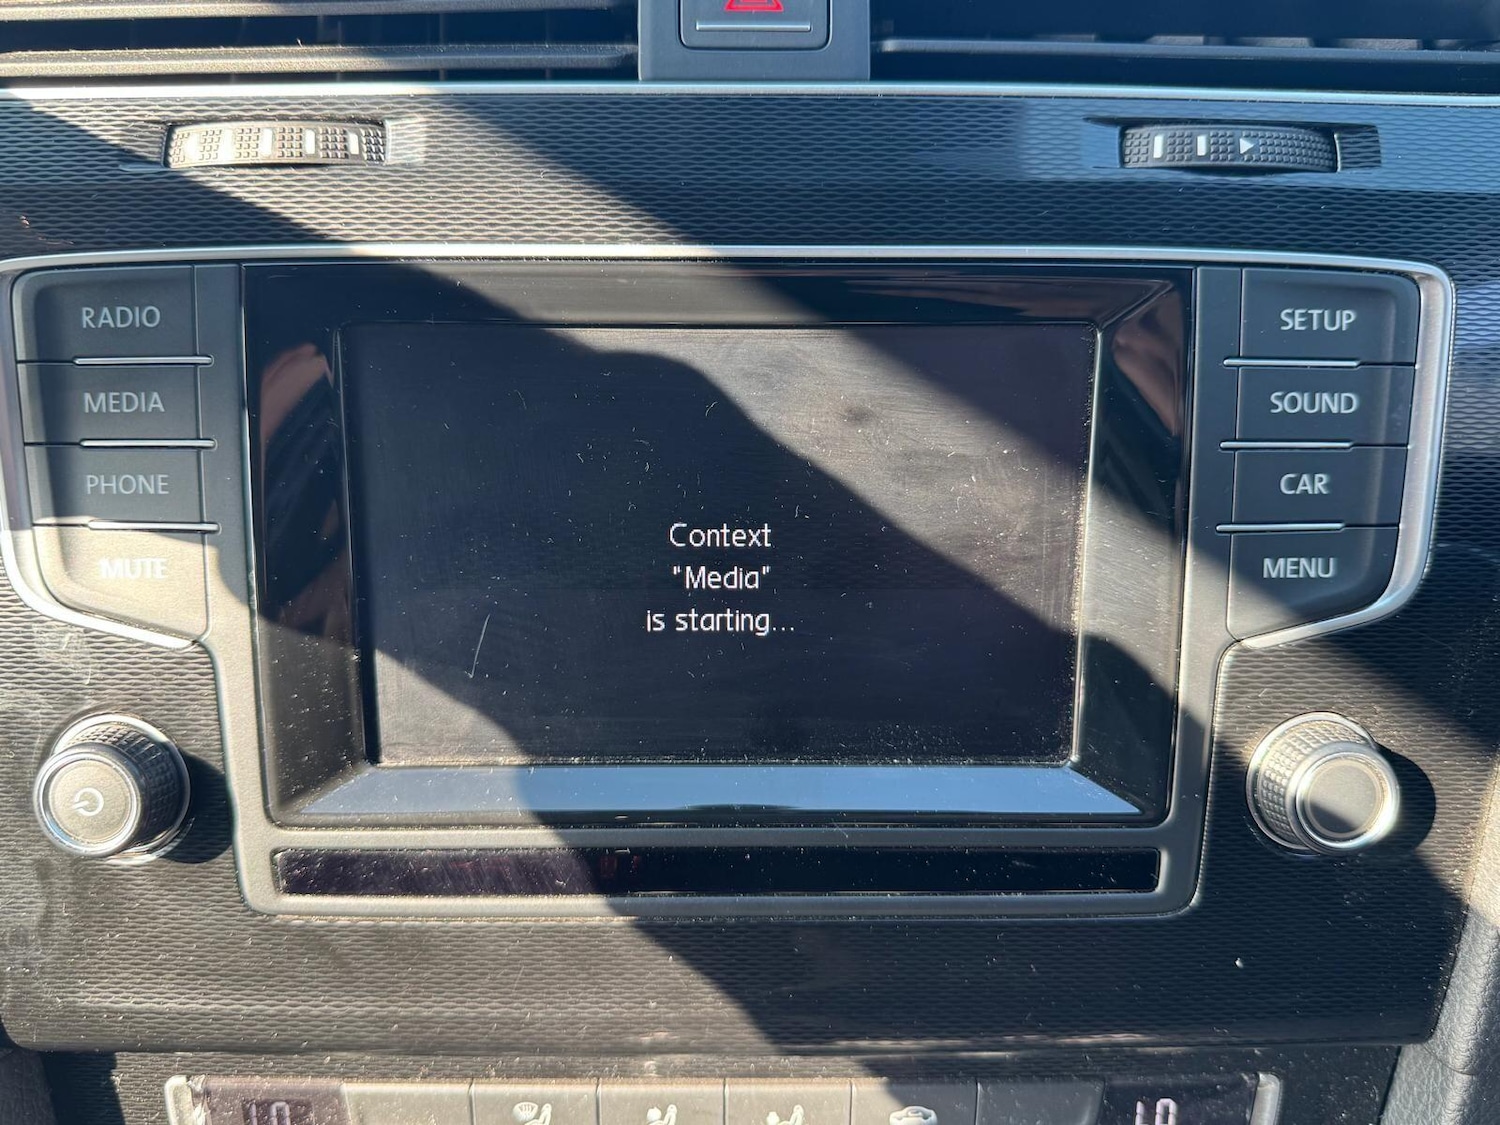 RADIO
MEDIA
PHONE
MUTE
Context
"Media"
is starting...
SETUP
SOUND
CAR
MENU